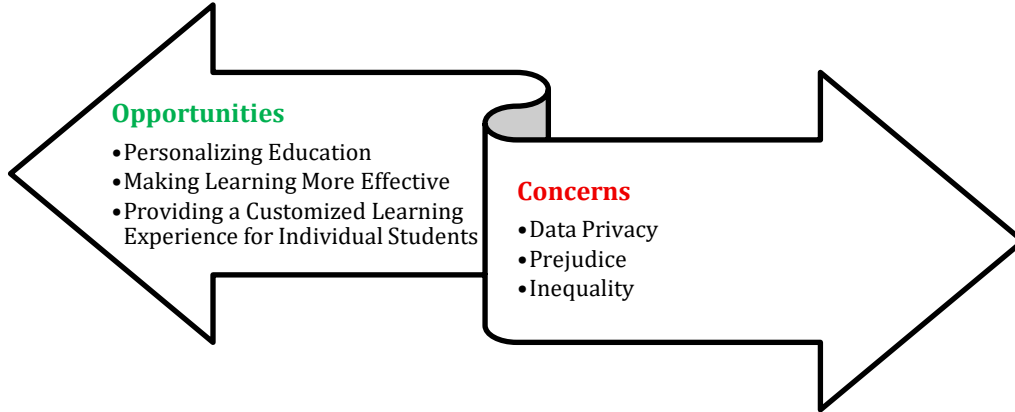 Opportunities
•Personalizing Education
•Making Learning More Effective
•Providing a Customized Learning
Experience for Individual Students
Concerns
•Data Privacy
•Prejudice
•Inequality